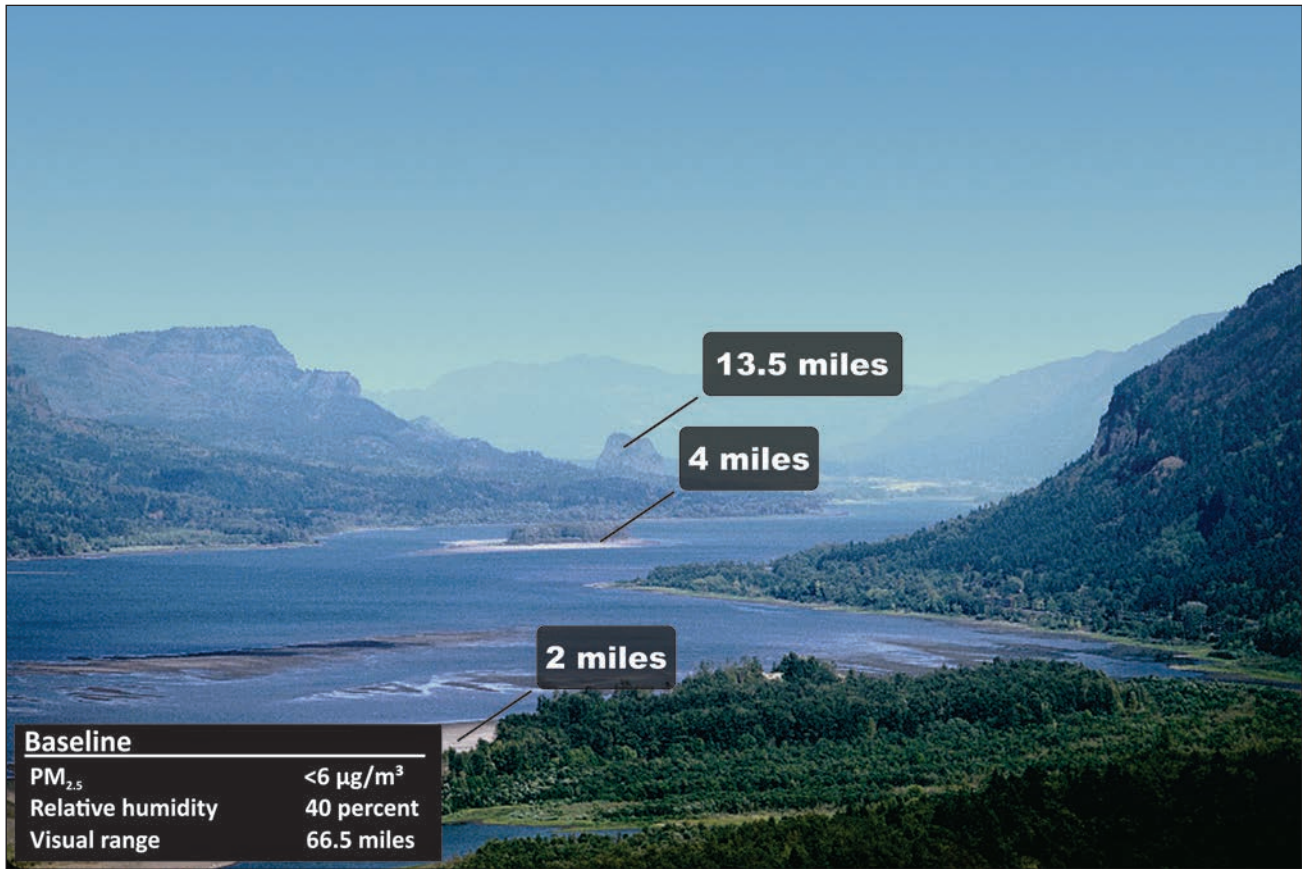 13.5 miles
4 miles
2 miles
Baseline
PM2.5 <6 µg/m³
Relative humidity 40 percent
Visual range 66.5 miles